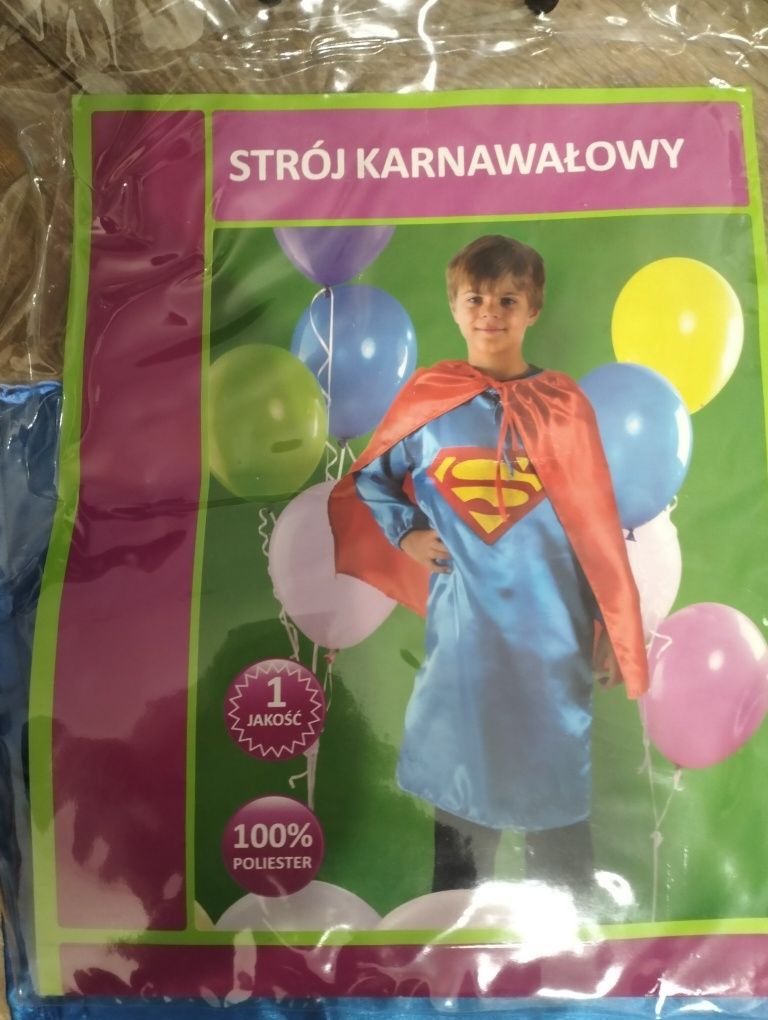 STRÓJ KARNAWAŁOWY
S
1
JAKOŚĆ
100%
POLIESTER